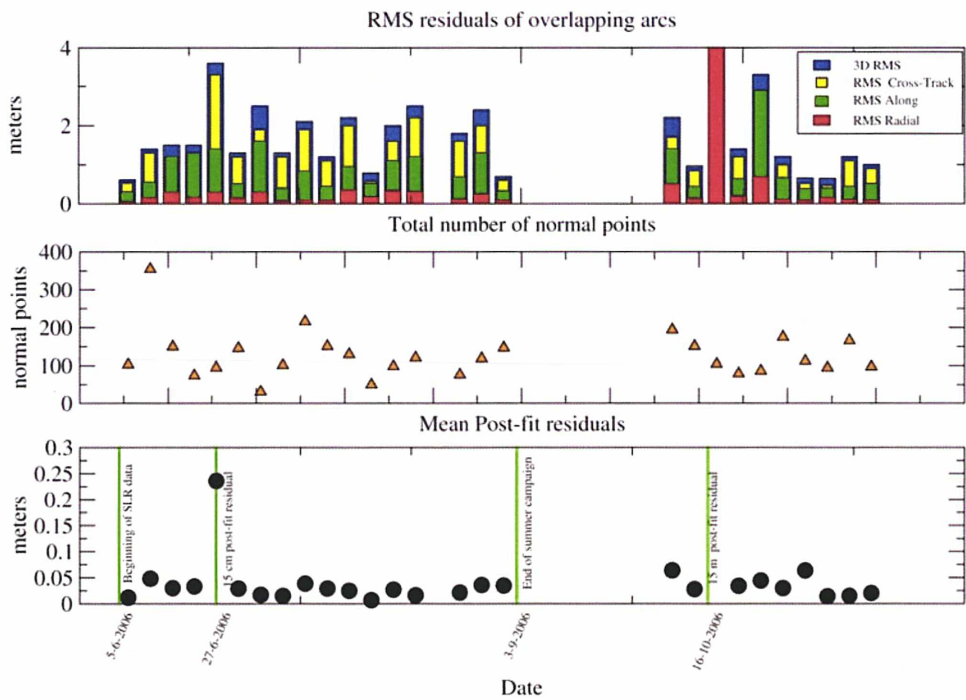 RMS residuals of overlapping arcs
4
2
0
meters
3D RMS
RMS Cross-Track
RMS Along
RMS Radial
Total number of normal points
400
300
200
100
0
normal points
Mean Post-fit residuals
0.3
0.25
0.2
0.15
0.1
0.05
0
meters
Beginning of SLR data
15 cm post-fit residual
End of summer campaign
15 m post-fit residual
5-6-2006
27-6-2006
3-9-2006
16-10-2006
Date